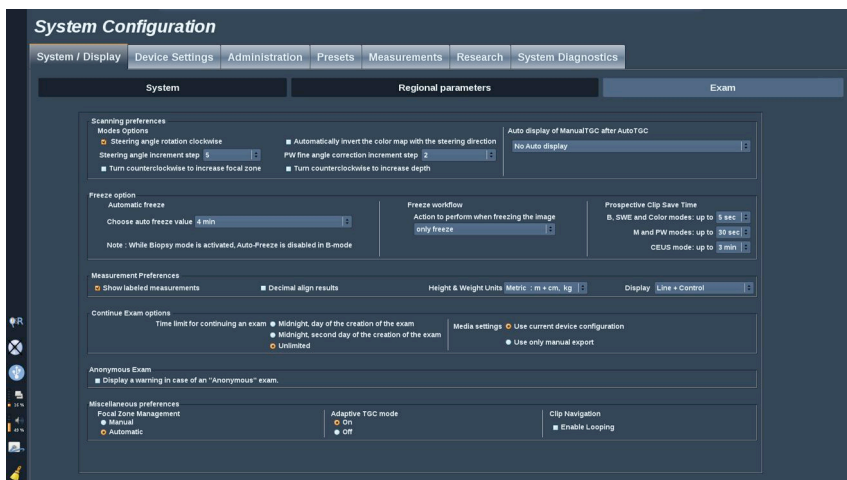 System Configuration
System / Display Device Settings Administration Presets Measurements Research System Diagnostics
System Regional parameters Exam
Scanning preferences
Modes Options
Steering angle rotation clockwise
Automatically invert the color map with the steering direction
Steering angle increment step 5
PW fine angle correction increment step 2
Turn counterclockwise to increase focal zone
Turn counterclockwise to increase depth
Auto display of ManualTGC after AutoTGC
No Auto display
Freeze option
Automatic freeze
Choose auto freeze value 4 min
Note : While Biopsy mode is activated, Auto-Freeze is disabled in B-mode
Freeze workflow
Action to perform when freezing the image
only freeze
Prospective Clip Save Time
B, SWE and Color modes: up to 5 sec
M and PW modes: up to 30 sec
CEUS mode: up to 3 min
Measurement Preferences
Show labeled measurements
Decimal align results
Height & Weight Units Metric : m + cm, kg
Display Line + Control
Continue Exam options
Time limit for continuing an exam Midnight, day of the creation of the exam
Midnight, second day of the creation of the exam
Unlimited
Media settings Use current device configuration
Use only manual export
Anonymous Exam
Display a warning in case of an "Anonymous" exam.
Miscellaneous preferences
Focal Zone Management
Manual
Automatic
Adaptive TGC mode
On
Off
Clip Navigation
Enable Looping
R